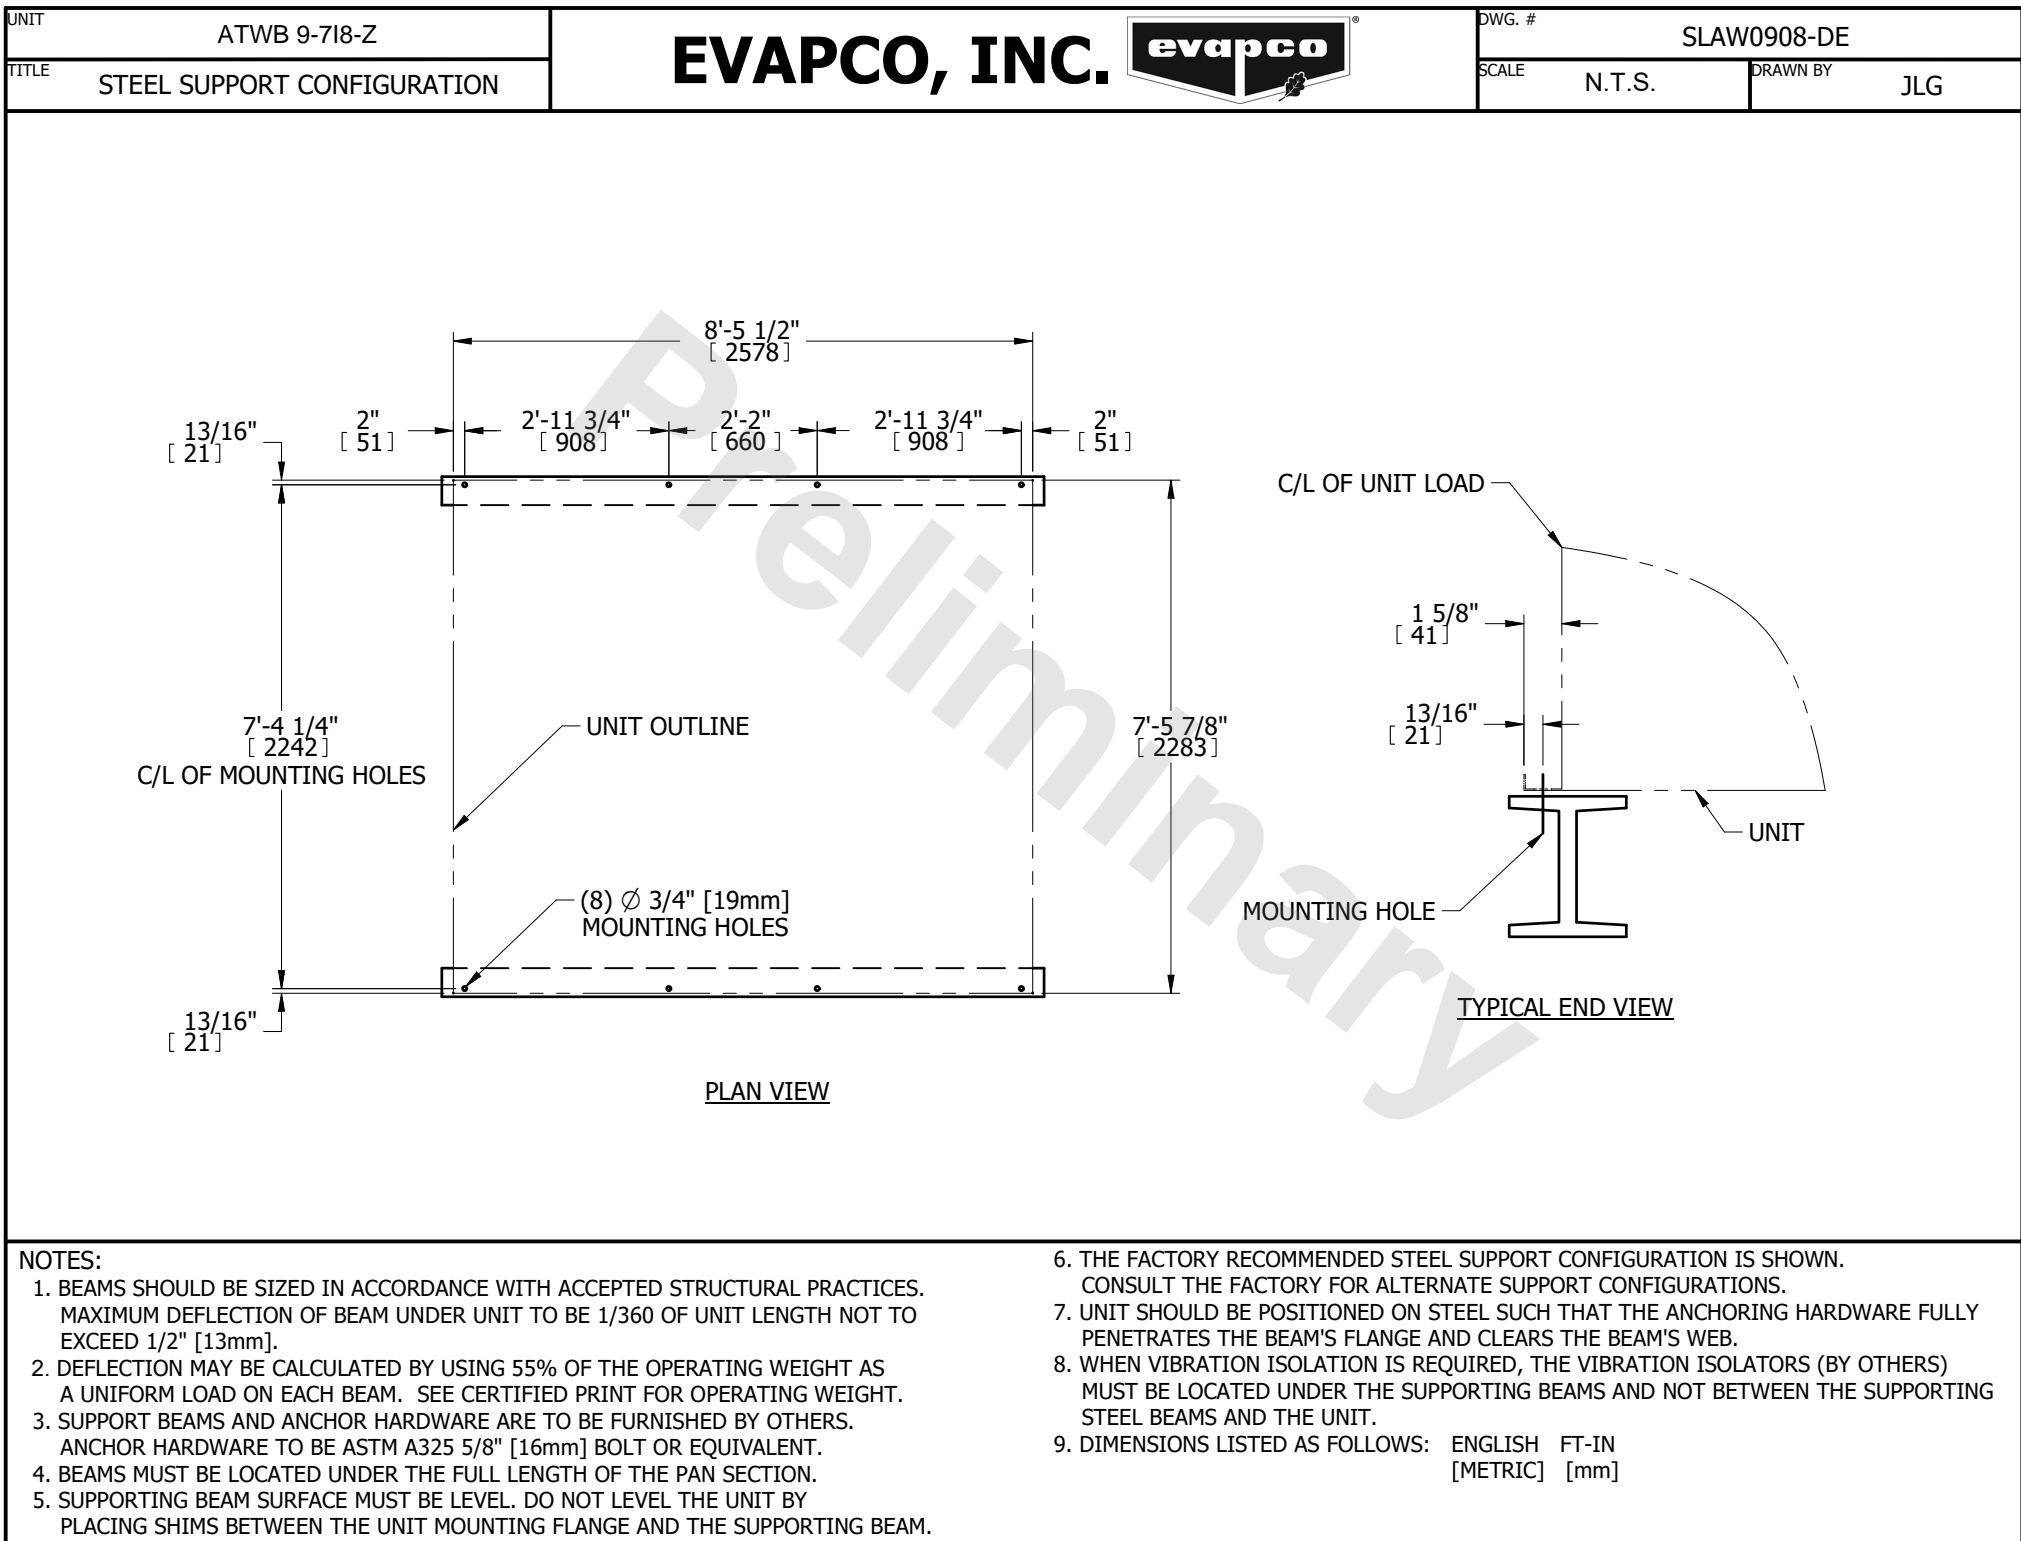 UNIT
ATWB 9-7I8-Z
TITLE
STEEL SUPPORT CONFIGURATION
EVAPCO, INC.
evapco
®
DWG. #
SLAW0908-DE
SCALE
N.T.S.
DRAWN BY
JLG
8'-5 1/2"
[ 2578 ]
13/16"
[ 21 ]
2"
[ 51 ]
2'-11 3/4"
[ 908 ]
2'-2"
[ 660 ]
2'-11 3/4"
[ 908 ]
2"
[ 51 ]
7'-4 1/4"
[ 2242 ]
C/L OF MOUNTING HOLES
UNIT OUTLINE
7'-5 7/8"
[ 2283 ]
(8) Ø 3/4" [19mm]
MOUNTING HOLES
13/16"
[ 21 ]
PLAN VIEW
C/L OF UNIT LOAD
1 5/8"
[ 41 ]
13/16"
[ 21 ]
UNIT
MOUNTING HOLE
TYPICAL END VIEW
Preliminary
NOTES:
1. BEAMS SHOULD BE SIZED IN ACCORDANCE WITH ACCEPTED STRUCTURAL PRACTICES.
MAXIMUM DEFLECTION OF BEAM UNDER UNIT TO BE 1/360 OF UNIT LENGTH NOT TO
EXCEED 1/2" [13mm].
2. DEFLECTION MAY BE CALCULATED BY USING 55% OF THE OPERATING WEIGHT AS
A UNIFORM LOAD ON EACH BEAM. SEE CERTIFIED PRINT FOR OPERATING WEIGHT.
3. SUPPORT BEAMS AND ANCHOR HARDWARE ARE TO BE FURNISHED BY OTHERS.
ANCHOR HARDWARE TO BE ASTM A325 5/8" [16mm] BOLT OR EQUIVALENT.
4. BEAMS MUST BE LOCATED UNDER THE FULL LENGTH OF THE PAN SECTION.
5. SUPPORTING BEAM SURFACE MUST BE LEVEL. DO NOT LEVEL THE UNIT BY
PLACING SHIMS BETWEEN THE UNIT MOUNTING FLANGE AND THE SUPPORTING BEAM.
6. THE FACTORY RECOMMENDED STEEL SUPPORT CONFIGURATION IS SHOWN.
CONSULT THE FACTORY FOR ALTERNATE SUPPORT CONFIGURATIONS.
7. UNIT SHOULD BE POSITIONED ON STEEL SUCH THAT THE ANCHORING HARDWARE FULLY
PENETRATES THE BEAM'S FLANGE AND CLEARS THE BEAM'S WEB.
8. WHEN VIBRATION ISOLATION IS REQUIRED, THE VIBRATION ISOLATORS (BY OTHERS)
MUST BE LOCATED UNDER THE SUPPORTING BEAMS AND NOT BETWEEN THE SUPPORTING
STEEL BEAMS AND THE UNIT.
9. DIMENSIONS LISTED AS FOLLOWS: ENGLISH FT-IN
[METRIC] [mm]